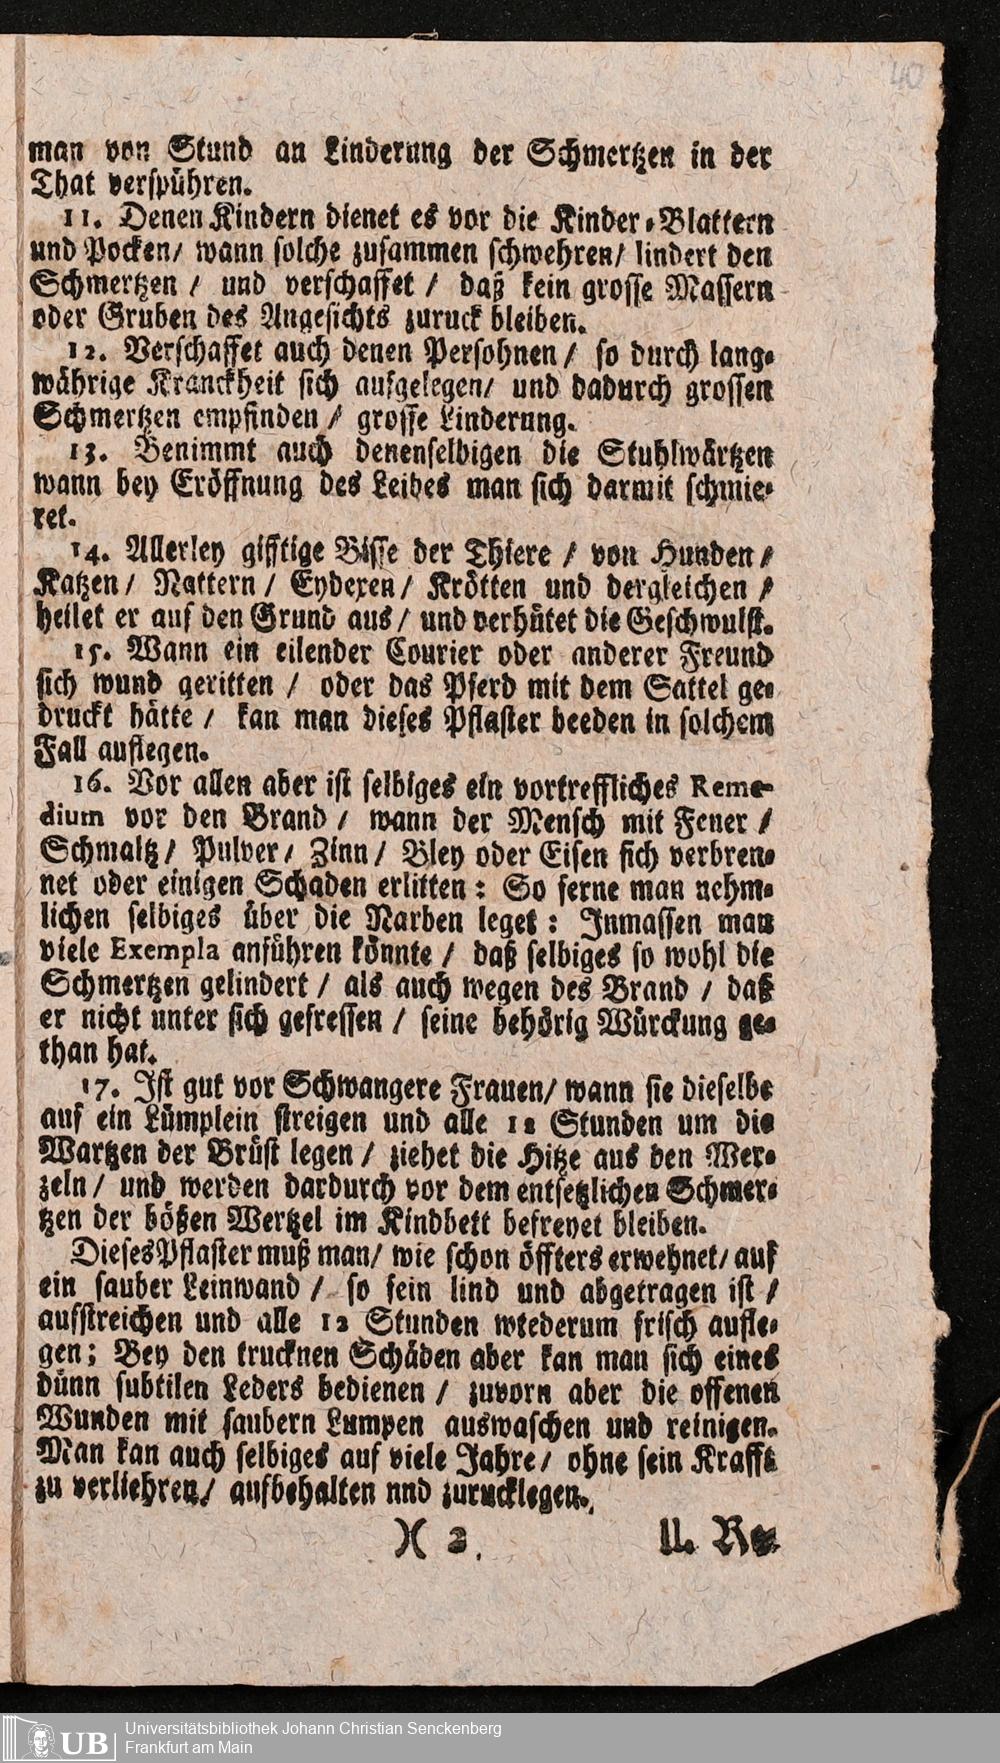 40
man von Stund an Linderung der Schmertzen in der
That verspühren.
11. Denen Kindern dienet es vor die Kinder-Blattern
und Pocken/ wann solche zusammen schwehren/ lindert den
Schmertzen / und verschaffet / daß kein grosse Massern
oder Gruben des Angesichts zuruck bleiben.
12. Verschaffet auch denen Persohnen / so durch lang-
währige Kranckheit sich aufgelegen/ und dadurch grossen
Schmertzen empfinden / grosse Linderung.
13. Benimmt auch denenselbigen die Stuhlwärtzen
wann bey Eröffnung des Leibes man sich darmit schmie-
ret.
14. Allerley gifftige Bisse der Thiere / von Hunden /
Katzen / Nattern / Eydexen / Krötten und dergleichen /
heilet er auf den Grund aus / und verhütet die Geschwulst.
15. Wann ein eilender Courier oder anderer Freund
sich wund geritten / oder das Pferd mit dem Sattel ge-
druckt hätte / kan man dieses Pflaster beeden in solchem
Fall auflegen.
16. Vor allen aber ist selbiges ein vortreffliches Reme-
dium vor den Brand / wann der Mensch mit Feuer /
Schmaltz / Pulver / Zinn / Bley oder Eisen sich verbren-
net oder einigen Schaden erlitten: So ferne man nehm-
lichen selbiges über die Narben leget: Inmassen man
viele Exempla anführen könnte / daß selbiges so wohl die
Schmertzen gelindert / als auch wegen des Brand / daß
er nicht unter sich gefressen / seine behörig Würckung ge-
than hat.
17. Ist gut vor Schwangere Frauen/ wann sie dieselbe
auf ein Lümplein streigen und alle 12 Stunden um die
Wartzen der Brüst legen / ziehet die Hitze aus den Wer-
zeln / und werden dardurch vor dem entsetzlichen Schmer-
tzen der bößen Wertzel im Kindbett befreyet bleiben.
Dieses Pflaster muß man/ wie schon öffters erwehnet/ auf
ein sauber Leinwand / so fein lind und abgetragen ist /
aufstreichen und alle 12 Stunden wiederum frisch aufle-
gen; Bey den trucknen Schäden aber kan man sich eines
dünn subtilen Leders bedienen / zuvorn aber die offenen
Wunden mit saubern Lumpen auswaschen und reinigen.
Man kan auch selbiges auf viele Jahre / ohne sein Krafft
zu verliehren / aufbehalten nnd zurucklegen.
)( 2. II. Re-
UB Universitätsbibliothek Johann Christian Senckenberg
Frankfurt am Main